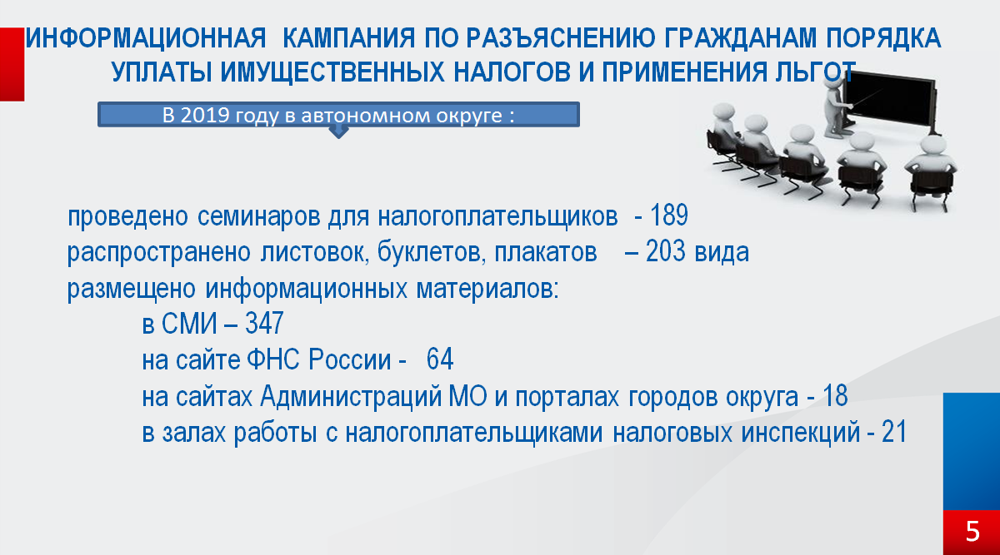 ИНФОРМАЦИОННАЯ КАМПАНИЯ ПО РАЗЪЯСНЕНИЮ ГРАЖДАНАМ ПОРЯДКА
УПЛАТЫ ИМУЩЕСТВЕННЫХ НАЛОГОВ И ПРИМЕНЕНИЯ ЛЬГОТ
В 2019 году в автономном округе :
проведено семинаров для налогоплательщиков - 189
распространено листовок, буклетов, плакатов – 203 вида
размещено информационных материалов:
в СМИ – 347
на сайте ФНС России - 64
на сайтах Администраций МО и порталах городов округа - 18
в залах работы с налогоплательщиками налоговых инспекций - 21
5